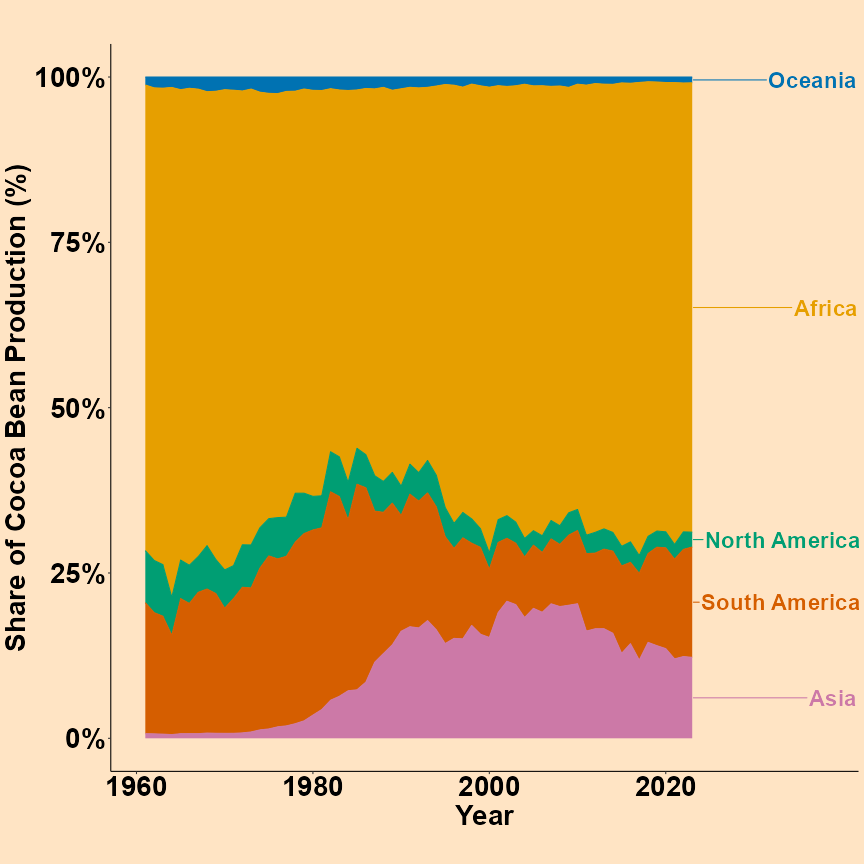 100%
75%
50%
25%
0%
Share of Cocoa Bean Production (%)
1960
1980
2000
2020
Year
Oceania
Africa
North America
South America
Asia